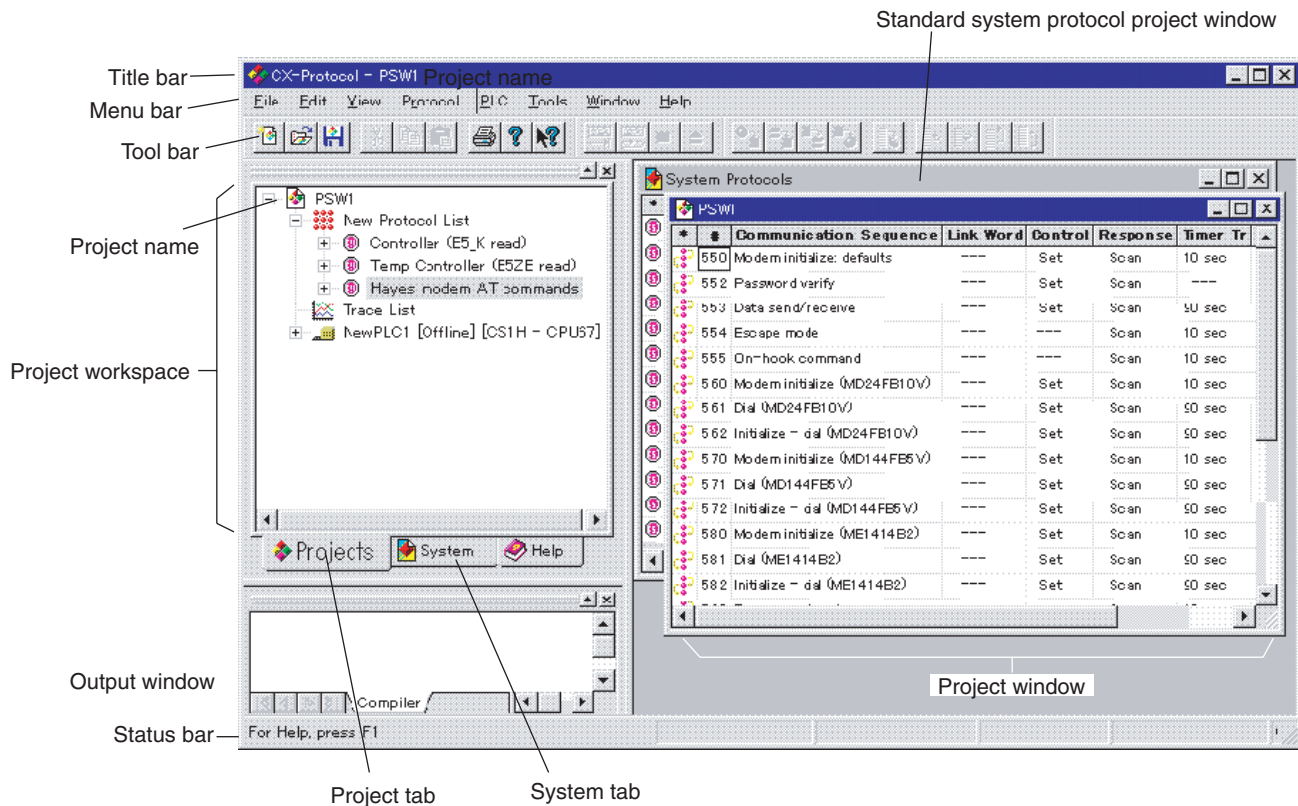 Standard system protocol project window
Title bar
CX-Protocol - PSW1 Project name
Menu bar
File Edit View Protocol PLC Tools Window Help
Tool bar
PSW1
New Protocol List
Controller (E5_K read)
Temp Controller (E5ZE read)
Hayes modem AT commands
Trace List
NewPLC1 [Offline] [CS1H - CPU67]
Project name
Project workspace
Projects System Help
System Protocols
PSW1
* # Communication Sequence Link Word Control Response Timer Tr
550 Modem initialize: defaults --- Set Scan 10 sec
552 Password verify --- Set Scan ---
553 Data send/receive --- Set Scan 90 sec
554 Escape mode --- --- Scan 10 sec
555 On-hook command --- --- Scan 10 sec
560 Modem initialize (MD24FB10V) --- Set Scan 10 sec
561 Dial (MD24FB10V) --- Set Scan 90 sec
562 Initialize - dial (MD24FB10V) --- Set Scan 90 sec
570 Modem initialize (MD144FB5V) --- Set Scan 10 sec
571 Dial (MD144FB5V) --- Set Scan 90 sec
572 Initialize - dial (MD144FB5V) --- Set Scan 90 sec
580 Modem initialize (ME1414B2) --- Set Scan 10 sec
581 Dial (ME1414B2) --- Set Scan 90 sec
582 Initialize - dial (ME1414B2) --- Set Scan 90 sec
Output window
Compiler
Project window
Status bar
For Help, press F1
Project tab
System tab